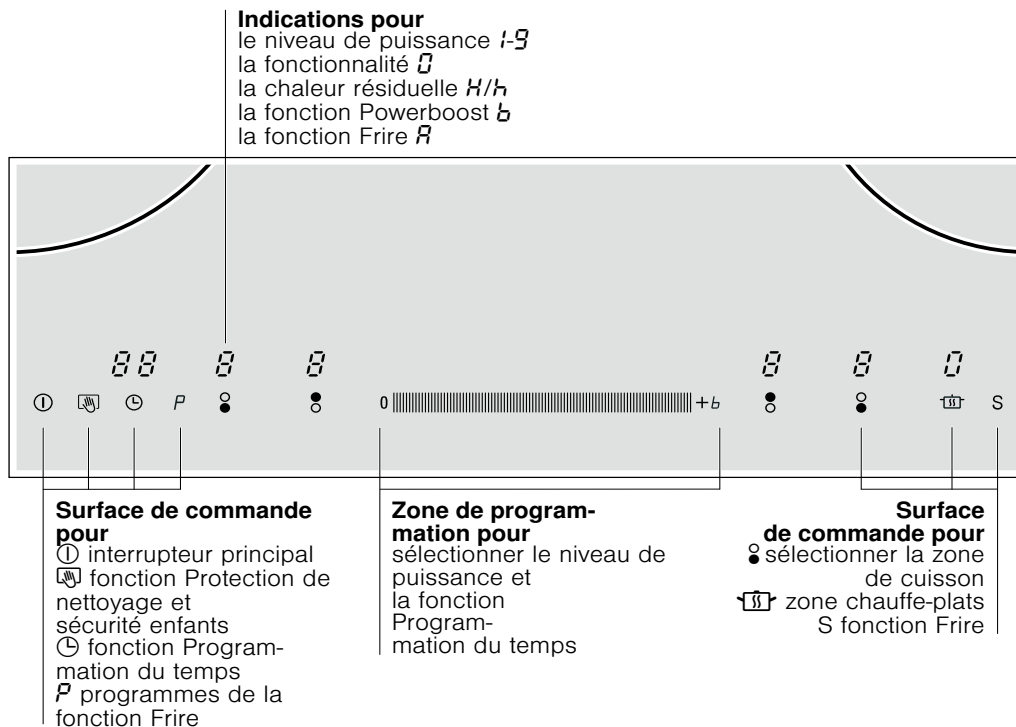 Indications pour
le niveau de puissance 1-9
la fonctionnalité 0
la chaleur résiduelle H/h
la fonction Powerboost b
la fonction Frire A
88 8 8 8 8 0
P 0 +b S
Surface de commande
pour
interrupteur principal
fonction Protection de
nettoyage et
sécurité enfants
fonction Program-
mation du temps
P programmes de la
fonction Frire
Zone de program-
mation pour
sélectionner le niveau de
puissance et
la fonction
Program-
mation du temps
Surface
de commande pour
sélectionner la zone
de cuisson
zone chauffe-plats
S fonction Frire